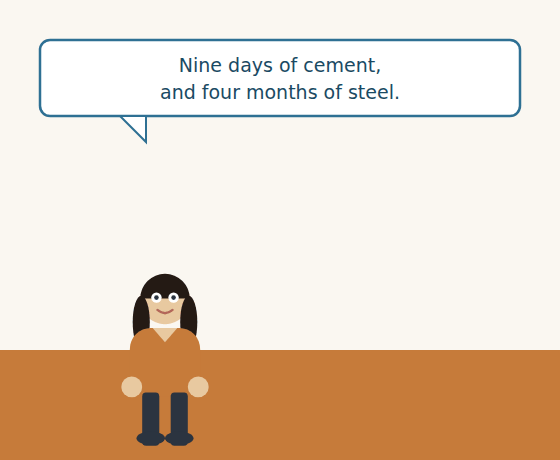 Nine days of cement,
and four months of steel.